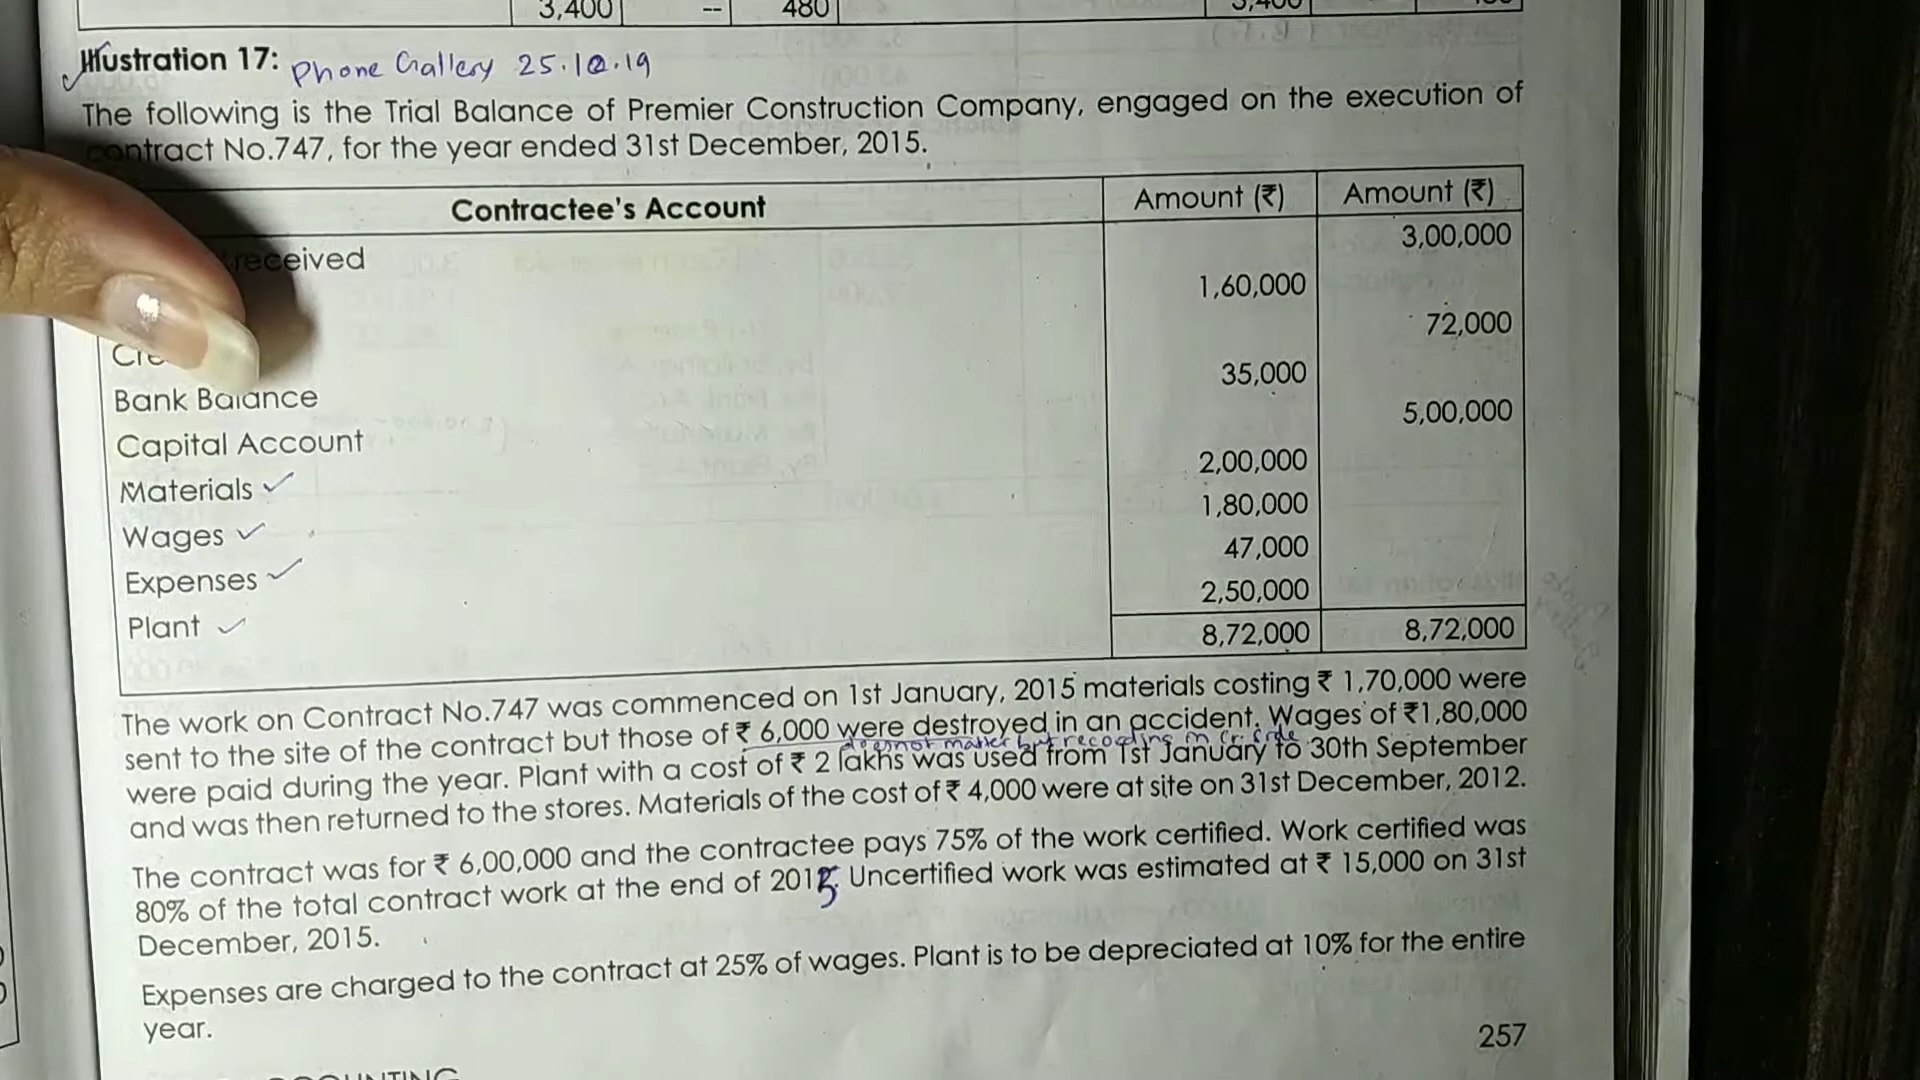 3,400 -- 480
Illustration 17: Phone Gallery 25.10.19
The following is the Trial Balance of Premier Construction Company, engaged on the execution of
contract No.747, for the year ended 31st December, 2015.
Contractee's Account Amount (₹) Amount (₹)
received 3,00,000
1,60,000
72,000
Bank Balance 35,000
Capital Account 5,00,000
Materials ✓ 2,00,000
Wages ✓ 1,80,000
Expenses ✓ 47,000
Plant ✓ 2,50,000
8,72,000 8,72,000
The work on Contract No.747 was commenced on 1st January, 2015 materials costing ₹ 1,70,000 were
sent to the site of the contract but those of ₹ 6,000 were destroyed in an accident. Wages of ₹1,80,000
does not matter but recording in Cr. side
were paid during the year. Plant with a cost of ₹ 2 lakhs was used from 1st January to 30th September
and was then returned to the stores. Materials of the cost of ₹ 4,000 were at site on 31st December, 2012.
The contract was for ₹ 6,00,000 and the contractee pays 75% of the work certified. Work certified was
80% of the total contract work at the end of 2015. Uncertified work was estimated at ₹ 15,000 on 31st
December, 2015.
Expenses are charged to the contract at 25% of wages. Plant is to be depreciated at 10% for the entire
year.
257